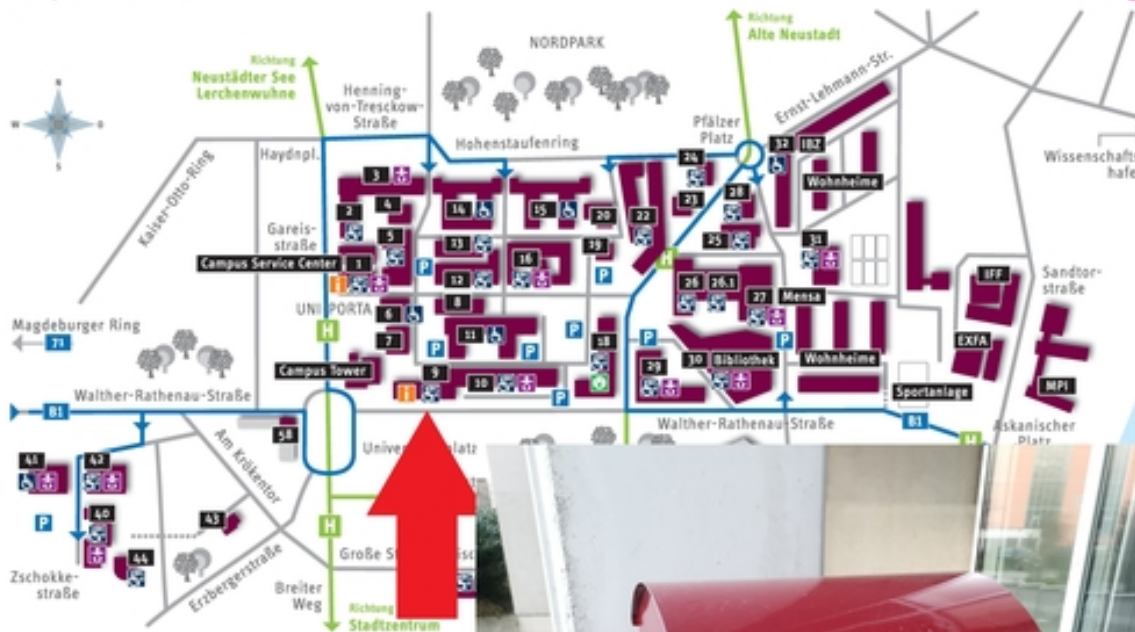 Richtung
Alte Neustadt
NORDPARK
Richtung
Neustädter See
Lerchenwuhne
Henning-
von-Tresckow-
Straße
Ernst-Lehmann-Str.
Pfälzer
Platz
N
W
O
S
Haydnpl.
Hohenstaufenring
32 IBZ
Wissenschafts
hafe
Kaiser-Otto-Ring
24
3
Wohnheime
28
23
2
4
14
15
20
22
Gareis-
straße
5
13
19
25
31
Campus Service Center
1
P
12
16
P
H
IFF
Sandtor-
straße
26
26.1
27
Mensa
UNI PORTA
6
8
Magdeburger Ring
71
H
7
11
P
P
P
18
P
P
EXFA
30
Bibliothek
Wohnheime
Campus Tower
9
10
29
MPI
Walther-Rathenau-Straße
P
Sportanlage
B1
Walther-Rathenau-Straße
B1
Askanischer
Platz
58
H
Am Krökentor
41
42
P
40
43
H
44
Große St
Zschokke-
straße
Erzbergerstraße
Breiter
Weg
Richtung
Stadtzentrum